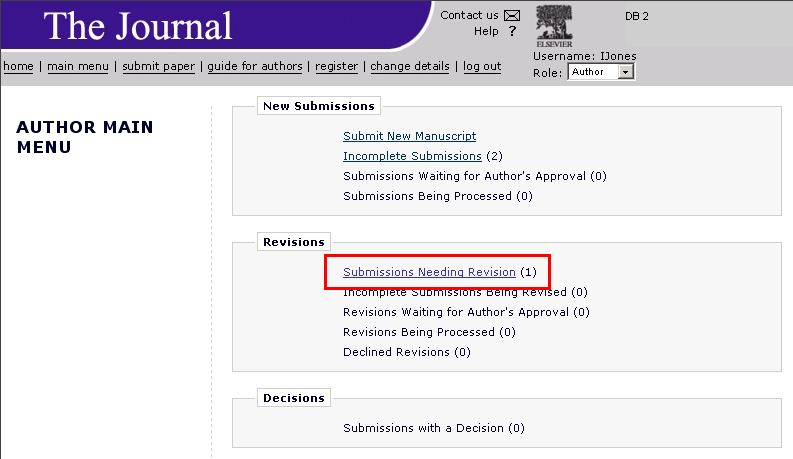 The Journal
Contact us
Help ?
ELSEVIER
DB 2
Username: IJones
Role: Author
home | main menu | submit paper | guide for authors | register | change details | log out
AUTHOR MAIN
MENU
New Submissions
Submit New Manuscript
Incomplete Submissions (2)
Submissions Waiting for Author's Approval (0)
Submissions Being Processed (0)
Revisions
Submissions Needing Revision (1)
Incomplete Submissions Being Revised (0)
Revisions Waiting for Author's Approval (0)
Revisions Being Processed (0)
Declined Revisions (0)
Decisions
Submissions with a Decision (0)